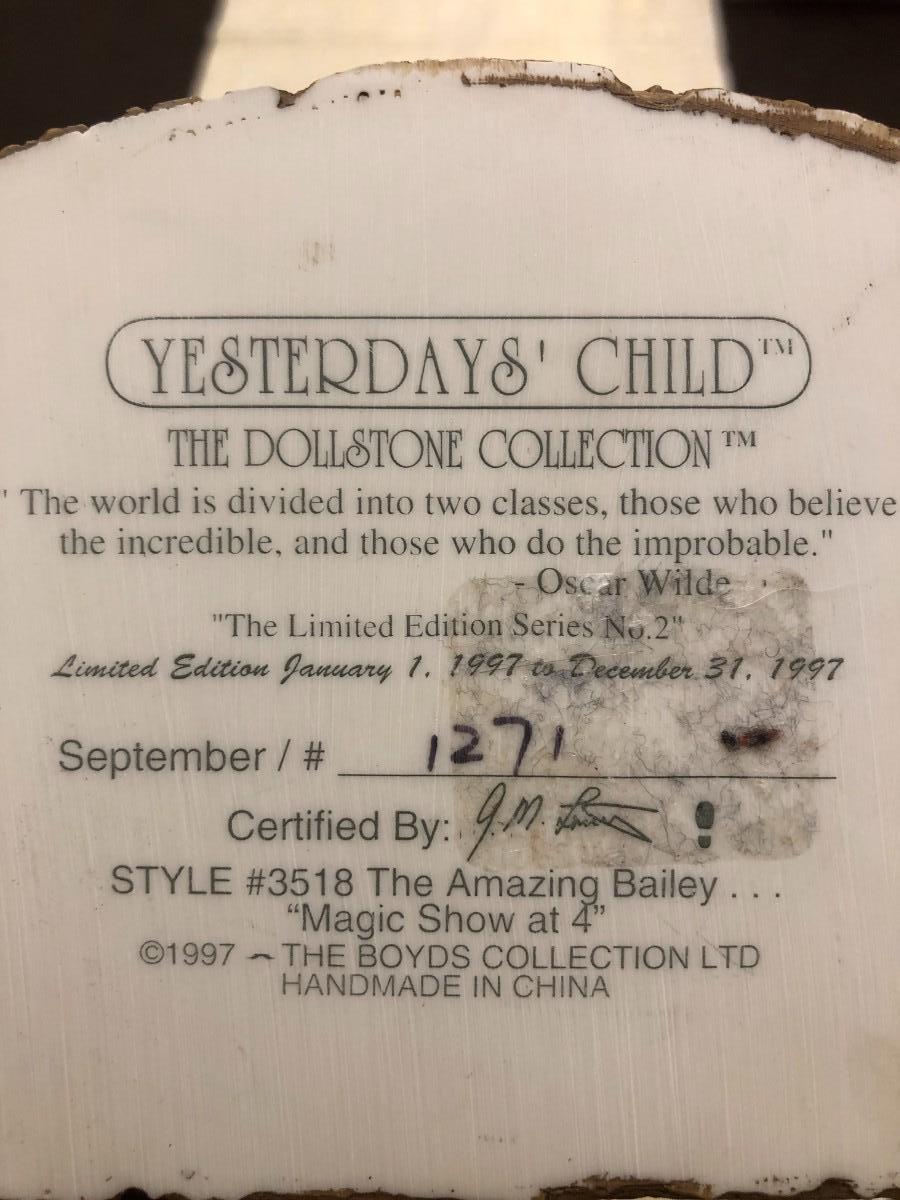 YESTERDAYS' CHILD™
THE DOLLSTONE COLLECTION ™
" The world is divided into two classes, those who believe
the incredible, and those who do the improbable."
- Oscar Wilde
"The Limited Edition Series No.2"
Limited Edition January 1, 1997 to December 31, 1997
September / # 1271
Certified By: J.M.
STYLE #3518 The Amazing Bailey . . .
“Magic Show at 4”
©1997 ~ THE BOYDS COLLECTION LTD
HANDMADE IN CHINA